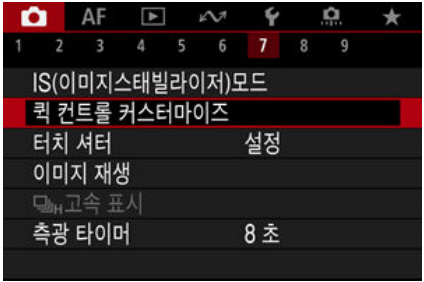 AF
1 2 3 4 5 6 7 8 9
IS(이미지스태빌라이저)모드
퀵 컨트롤 커스터마이즈
터치 셔터 설정
이미지 재생
H고속 표시
측광 타이머 8 초